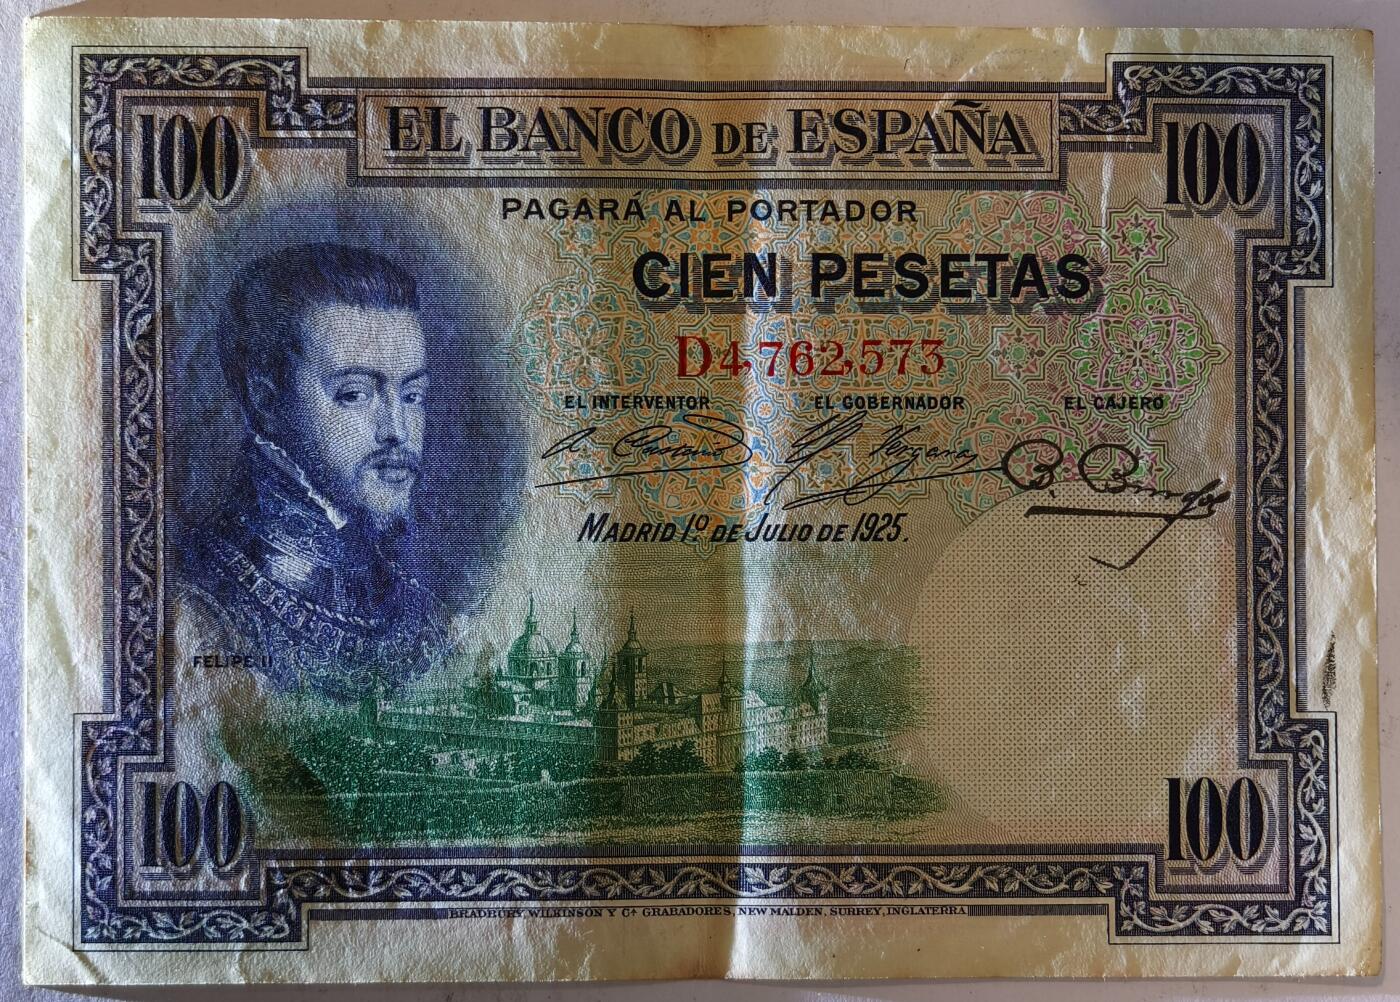 100 EL BANCO DE ESPAÑA 100
PAGARÁ AL PORTADOR
CIEN PESETAS
D4,762,573
EL INTERVENTOR EL GOBERNADOR EL CAJERO
MADRID 1º DE JULIO DE 1925.
FELIPE II
100 100
BRADBURY, WILKINSON Y Cª GRABADORES, NEW MALDEN, SURREY, INGLATERRA